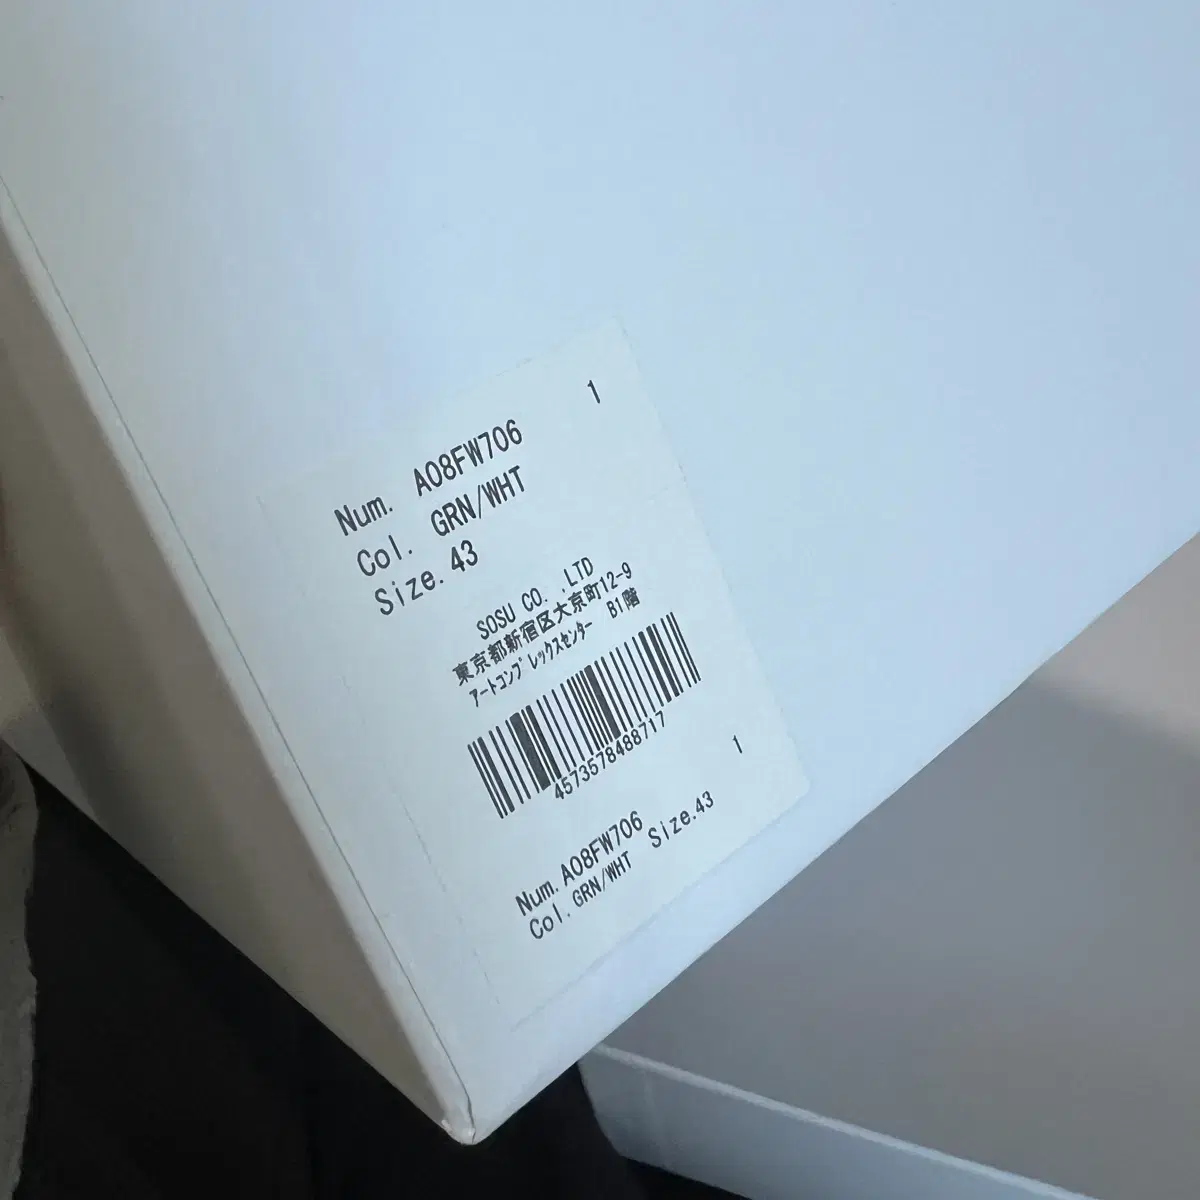 1
Num. A08FW706
Col. GRN/WHT
Size. 43
SOSU CO. ,LTD
東京都新宿区大京町12-9
アートコンプレックスセンター B1階
4573578488717
1
Num. A08FW706
Col. GRN/WHT Size. 43